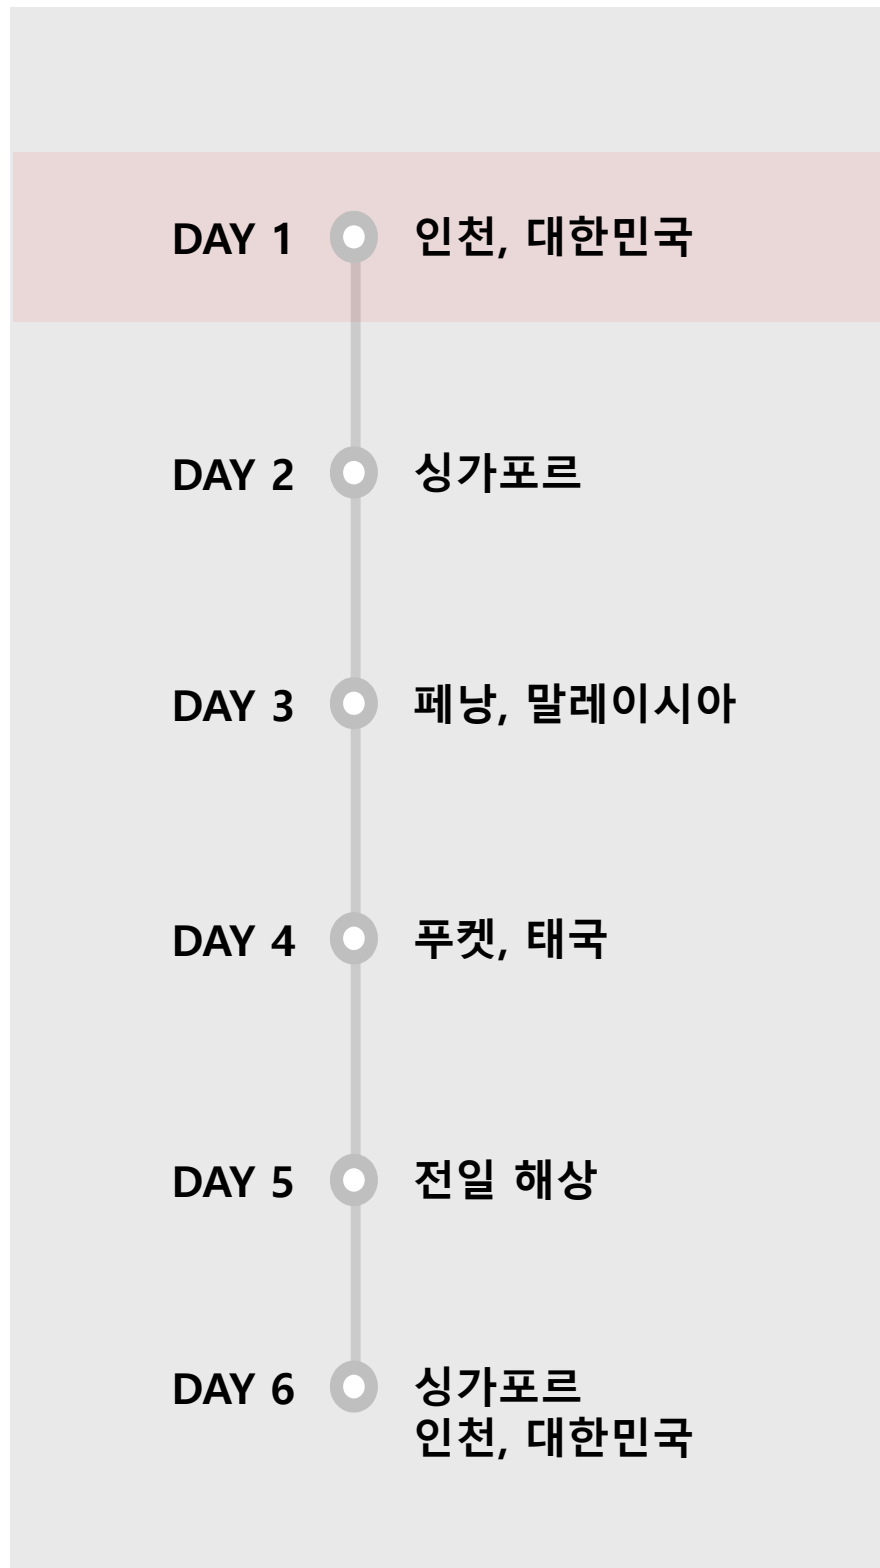 DAY 1 인천, 대한민국
DAY 2 싱가포르
DAY 3 페낭, 말레이시아
DAY 4 푸켓, 태국
DAY 5 전일 해상
DAY 6 싱가포르
인천, 대한민국